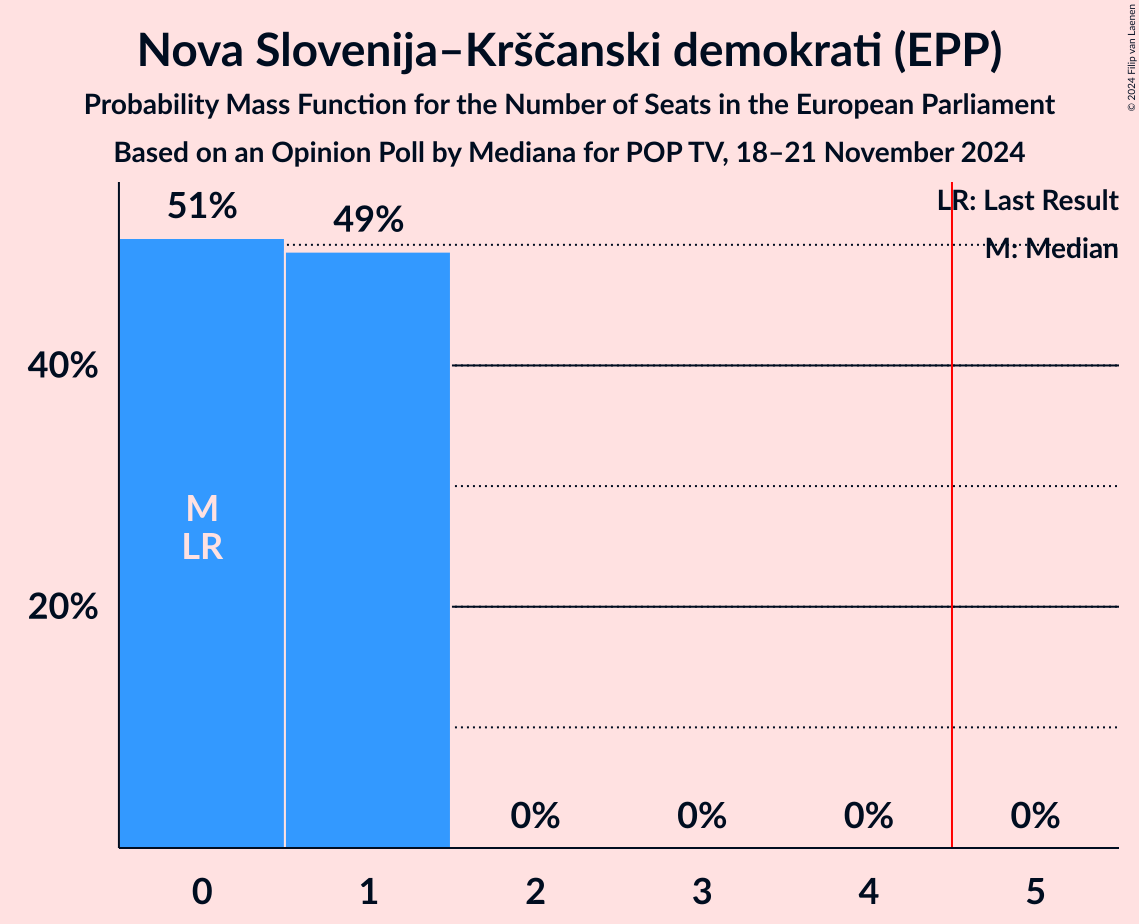 Nova Slovenija–Krščanski demokrati (EPP)
Probability Mass Function for the Number of Seats in the European Parliament
Based on an Opinion Poll by Mediana for POP TV, 18–21 November 2024
© 2024 Filip van Laenen
LR: Last Result
M: Median
51%
49%
40%
M
LR
20%
0%
0%
0%
0%
0
1
2
3
4
5